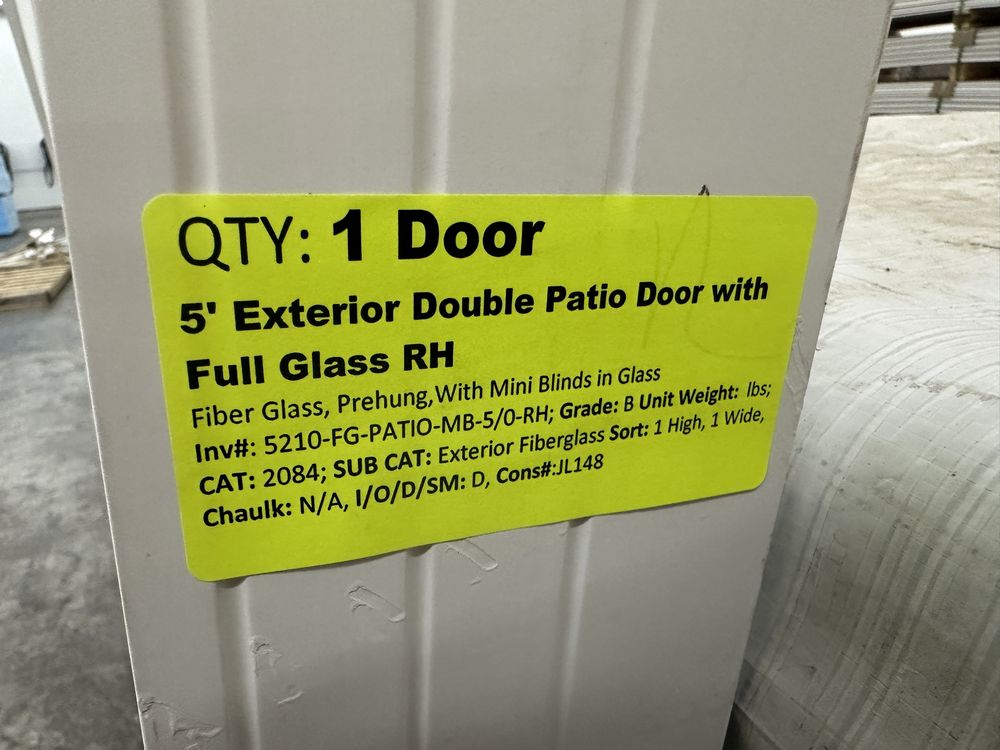 QTY: 1 Door
5' Exterior Double Patio Door with
Full Glass RH
Fiber Glass, Prehung,With Mini Blinds in Glass
Inv#: 5210-FG-PATIO-MB-5/0-RH; Grade: B Unit Weight: lbs;
CAT: 2084; SUB CAT: Exterior Fiberglass Sort: 1 High, 1 Wide,
Chaulk: N/A, I/O/D/SM: D, Cons#:JL148